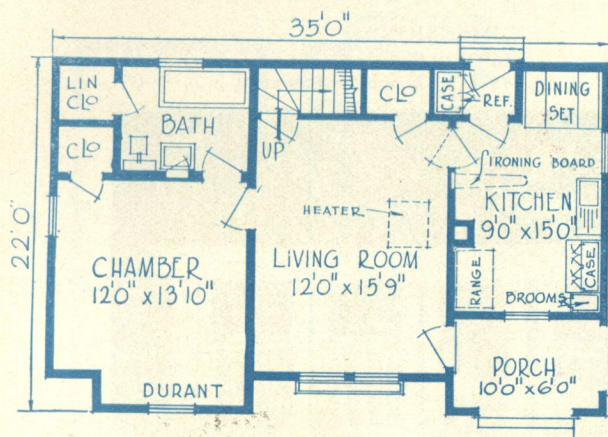 35'0"
22'0"
LIN
CLO
BATH
CLO
UP
CLO
CASE
REF.
DINING
SET
IRONING BOARD
KITCHEN
9'0" x 15'0"
HEATER
CHAMBER
12'0" x 13'10"
LIVING ROOM
12'0" x 15'9"
RANGE
CASE
BROOMS
PORCH
10'0" x 6'0"
DURANT